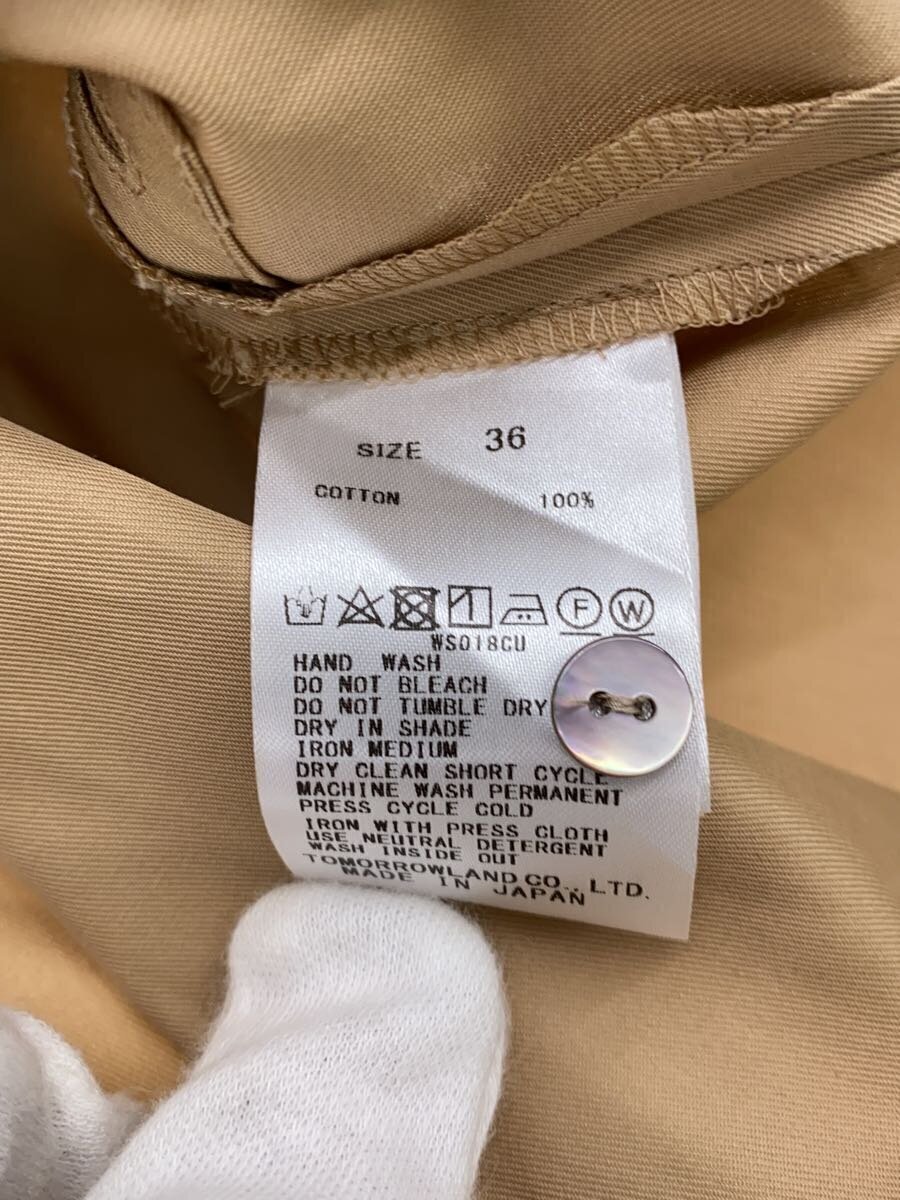 SIZE 36
COTTON 100%
F W
WS018CU
HAND WASH
DO NOT BLEACH
DO NOT TUMBLE DRY
DRY IN SHADE
IRON MEDIUM
DRY CLEAN SHORT CYCLE
MACHINE WASH PERMANENT
PRESS CYCLE COLD
IRON WITH PRESS CLOTH
USE NEUTRAL DETERGENT
WASH INSIDE OUT
TOMORROWLAND CO., LTD.
MADE IN JAPAN